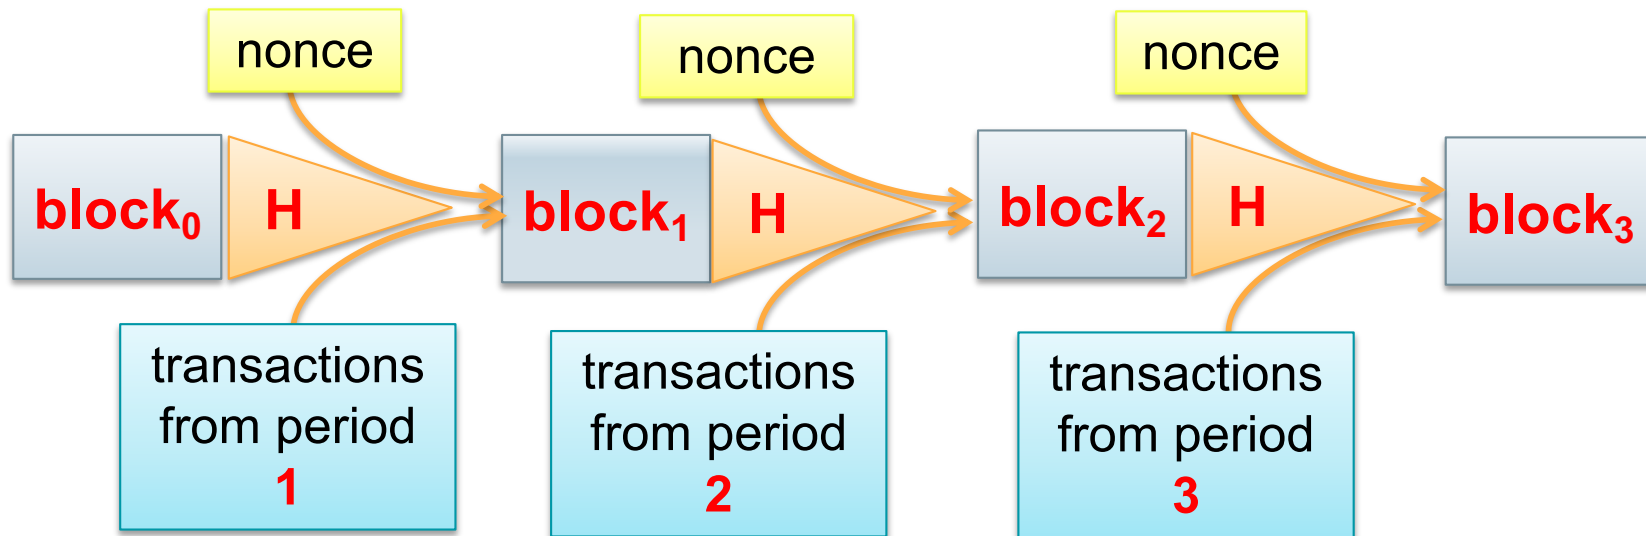 nonce
nonce
nonce
block₀
H
block₁
H
block₂
H
block₃
transactions
from period
1
transactions
from period
2
transactions
from period
3